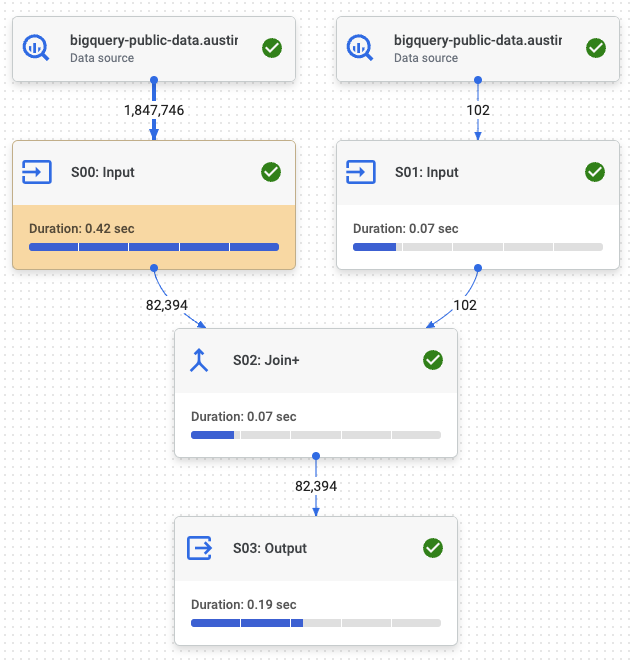 bigquery-public-data.austin
Data source
bigquery-public-data.austin
Data source
1,847,746
102
S00: Input
Duration: 0.42 sec
S01: Input
Duration: 0.07 sec
82,394
102
S02: Join+
Duration: 0.07 sec
82,394
S03: Output
Duration: 0.19 sec